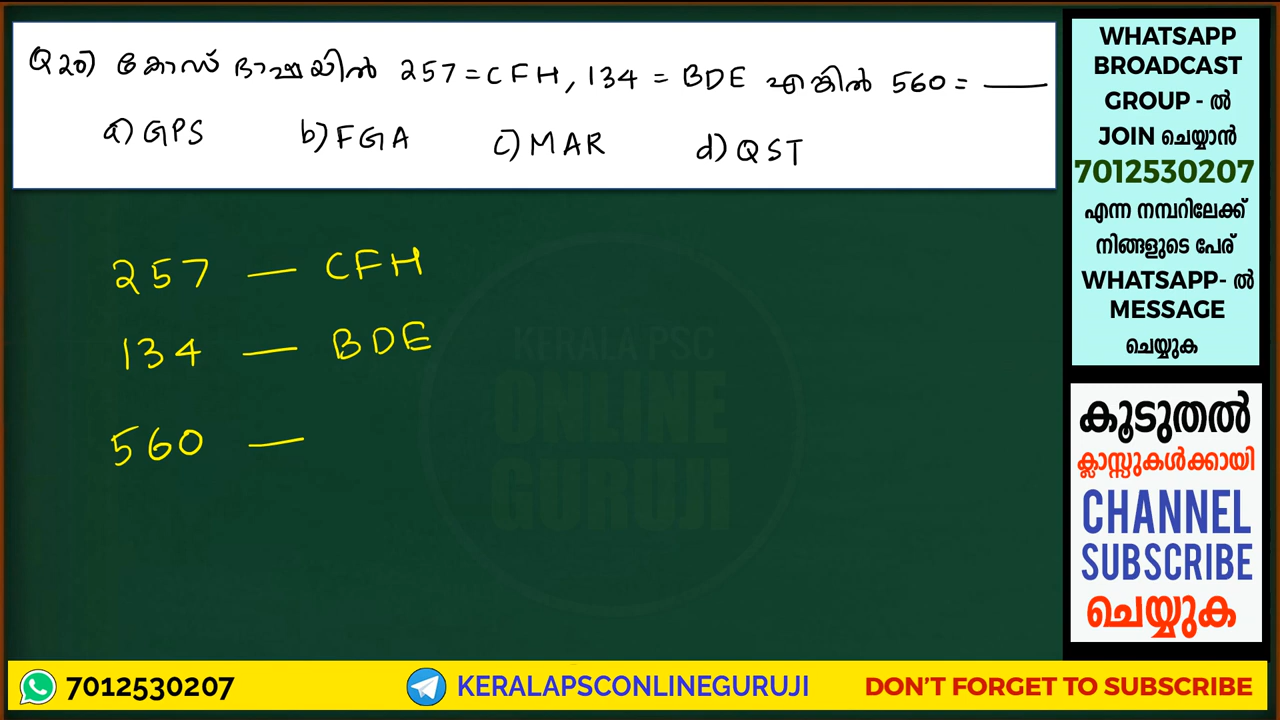 Q20) കോഡ് ഭാഷയിൽ 257 = CFH, 134 = BDE എങ്കിൽ 560 = ____
a) GPS b) FGA c) MAR d) QST
257 — CFH
134 — BDE
560 —
KERALA PSC
ONLINE
GURUJI
WHATSAPP
BROADCAST
GROUP - ൽ
JOIN ചെയ്യാൻ
7012530207
എന്ന നമ്പറിലേക്ക്
നിങ്ങളുടെ പേര്
WHATSAPP- ൽ
MESSAGE
ചെയ്യുക
കൂടുതൽ
ക്ലാസ്സുകൾക്കായി
CHANNEL
SUBSCRIBE
ചെയ്യുക
7012530207 KERALAPSCONLINEGURUJI DON'T FORGET TO SUBSCRIBE